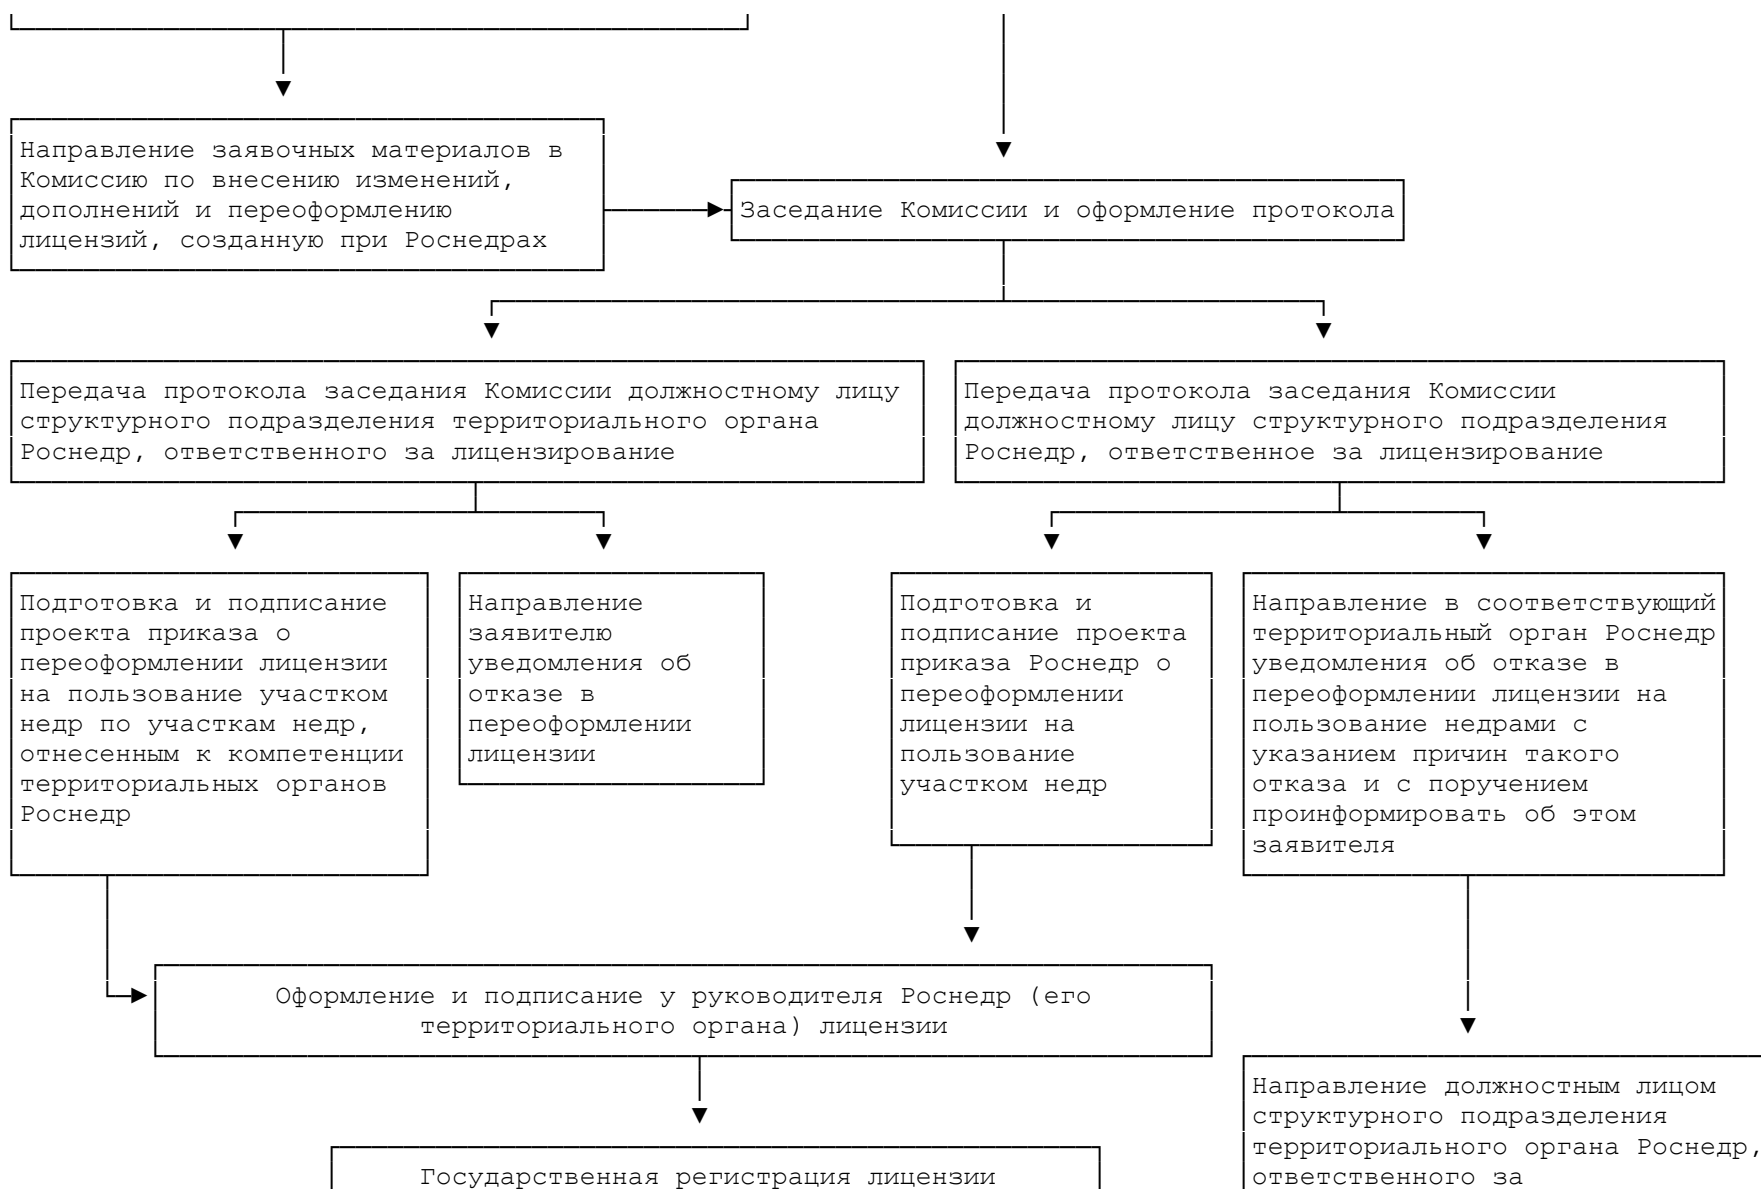 Направление заявочных материалов в
Комиссию по внесению изменений,
дополнений и переоформлению
лицензий, созданную при Роснедрах
Заседание Комиссии и оформление протокола
Передача протокола заседания Комиссии должностному лицу
структурного подразделения территориального органа
Роснедр, ответственного за лицензирование
Передача протокола заседания Комиссии
должностному лицу структурного подразделения
Роснедр, ответственное за лицензирование
Подготовка и подписание
проекта приказа о
переоформлении лицензии
на пользование участком
недр по участкам недр,
отнесенным к компетенции
территориальных органов
Роснедр
Направление
заявителю
уведомления об
отказе в
переоформлении
лицензии
Подготовка и
подписание проекта
приказа Роснедр о
переоформлении
лицензии на
пользование
участком недр
Направление в соответствующий
территориальный орган Роснедр
уведомления об отказе в
переоформлении лицензии на
пользование недрами с
указанием причин такого
отказа и с поручением
проинформировать об этом
заявителя
Оформление и подписание у руководителя Роснедр (его
территориального органа) лицензии
Государственная регистрация лицензии
Направление должностным лицом
структурного подразделения
территориального органа Роснедр,
ответственного за